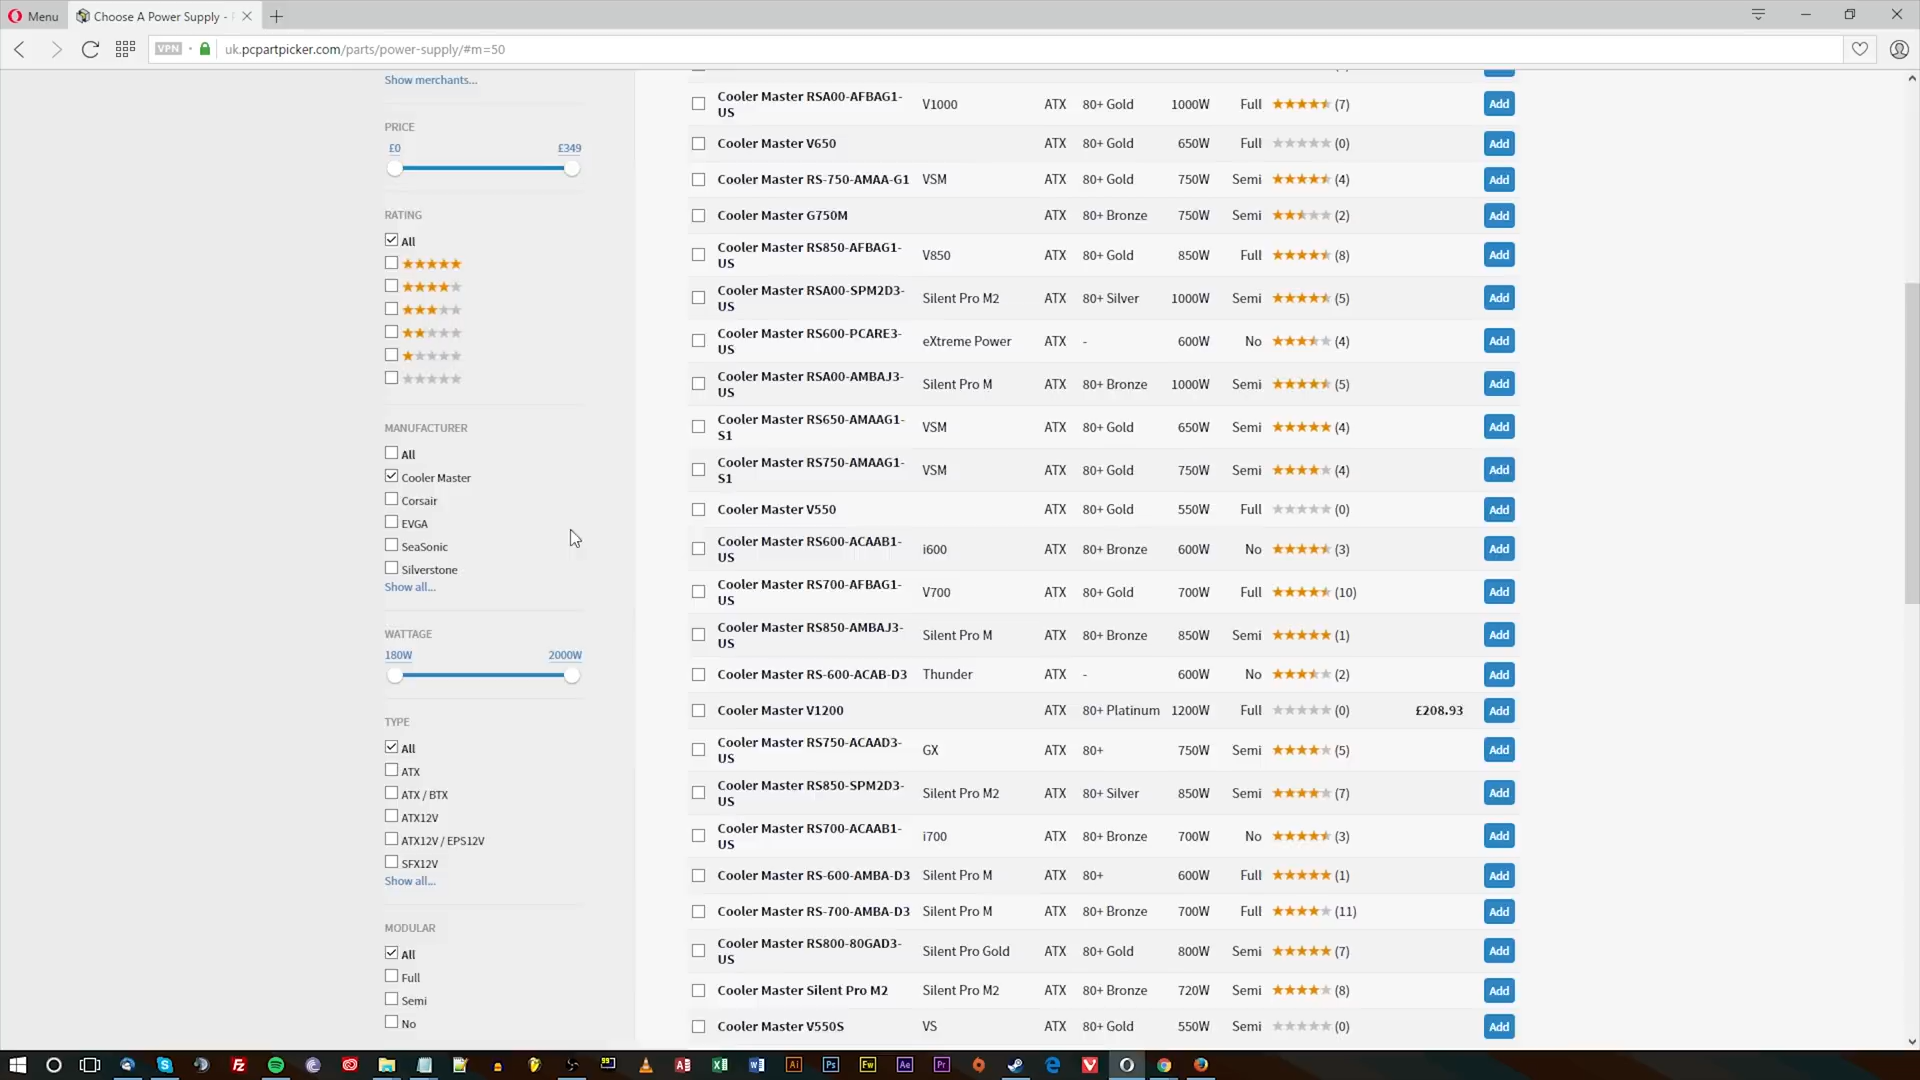 Menu
Choose A Power Supply -
VPN
uk.pcpartpicker.com/parts/power-supply/#m=50
Show merchants...
PRICE
£0 £349
RATING
All
MANUFACTURER
All
Cooler Master
Corsair
EVGA
SeaSonic
Silverstone
Show all...
WATTAGE
180W 2000W
TYPE
All
ATX
ATX / BTX
ATX12V
ATX12V / EPS12V
SFX12V
Show all...
MODULAR
All
Full
Semi
No
Cooler Master RSA00-AFBAG1-
US V1000 ATX 80+ Gold 1000W Full (7) Add
Cooler Master V650 ATX 80+ Gold 650W Full (0) Add
Cooler Master RS-750-AMAA-G1 VSM ATX 80+ Gold 750W Semi (4) Add
Cooler Master G750M ATX 80+ Bronze 750W Semi (2) Add
Cooler Master RS850-AFBAG1-
US V850 ATX 80+ Gold 850W Full (8) Add
Cooler Master RSA00-SPM2D3-
US Silent Pro M2 ATX 80+ Silver 1000W Semi (5) Add
Cooler Master RS600-PCARE3-
US eXtreme Power ATX - 600W No (4) Add
Cooler Master RSA00-AMBAJ3-
US Silent Pro M ATX 80+ Bronze 1000W Semi (5) Add
Cooler Master RS650-AMAAG1-
S1 VSM ATX 80+ Gold 650W Semi (4) Add
Cooler Master RS750-AMAAG1-
S1 VSM ATX 80+ Gold 750W Semi (4) Add
Cooler Master V550 ATX 80+ Gold 550W Full (0) Add
Cooler Master RS600-ACAAB1-
US i600 ATX 80+ Bronze 600W No (3) Add
Cooler Master RS700-AFBAG1-
US V700 ATX 80+ Gold 700W Full (10) Add
Cooler Master RS850-AMBAJ3-
US Silent Pro M ATX 80+ Bronze 850W Semi (1) Add
Cooler Master RS-600-ACAB-D3 Thunder ATX - 600W No (2) Add
Cooler Master V1200 ATX 80+ Platinum 1200W Full (0) £208.93 Add
Cooler Master RS750-ACAAD3-
US GX ATX 80+ 750W Semi (5) Add
Cooler Master RS850-SPM2D3-
US Silent Pro M2 ATX 80+ Silver 850W Semi (7) Add
Cooler Master RS700-ACAAB1-
US i700 ATX 80+ Bronze 700W No (3) Add
Cooler Master RS-600-AMBA-D3 Silent Pro M ATX 80+ 600W Full (1) Add
Cooler Master RS-700-AMBA-D3 Silent Pro M ATX 80+ Bronze 700W Full (11) Add
Cooler Master RS800-80GAD3-
US Silent Pro Gold ATX 80+ Gold 800W Semi (7) Add
Cooler Master Silent Pro M2 Silent Pro M2 ATX 80+ Bronze 720W Semi (8) Add
Cooler Master V550S VS ATX 80+ Gold 550W Semi (0) Add
Ai Ps Fw Ae Pr